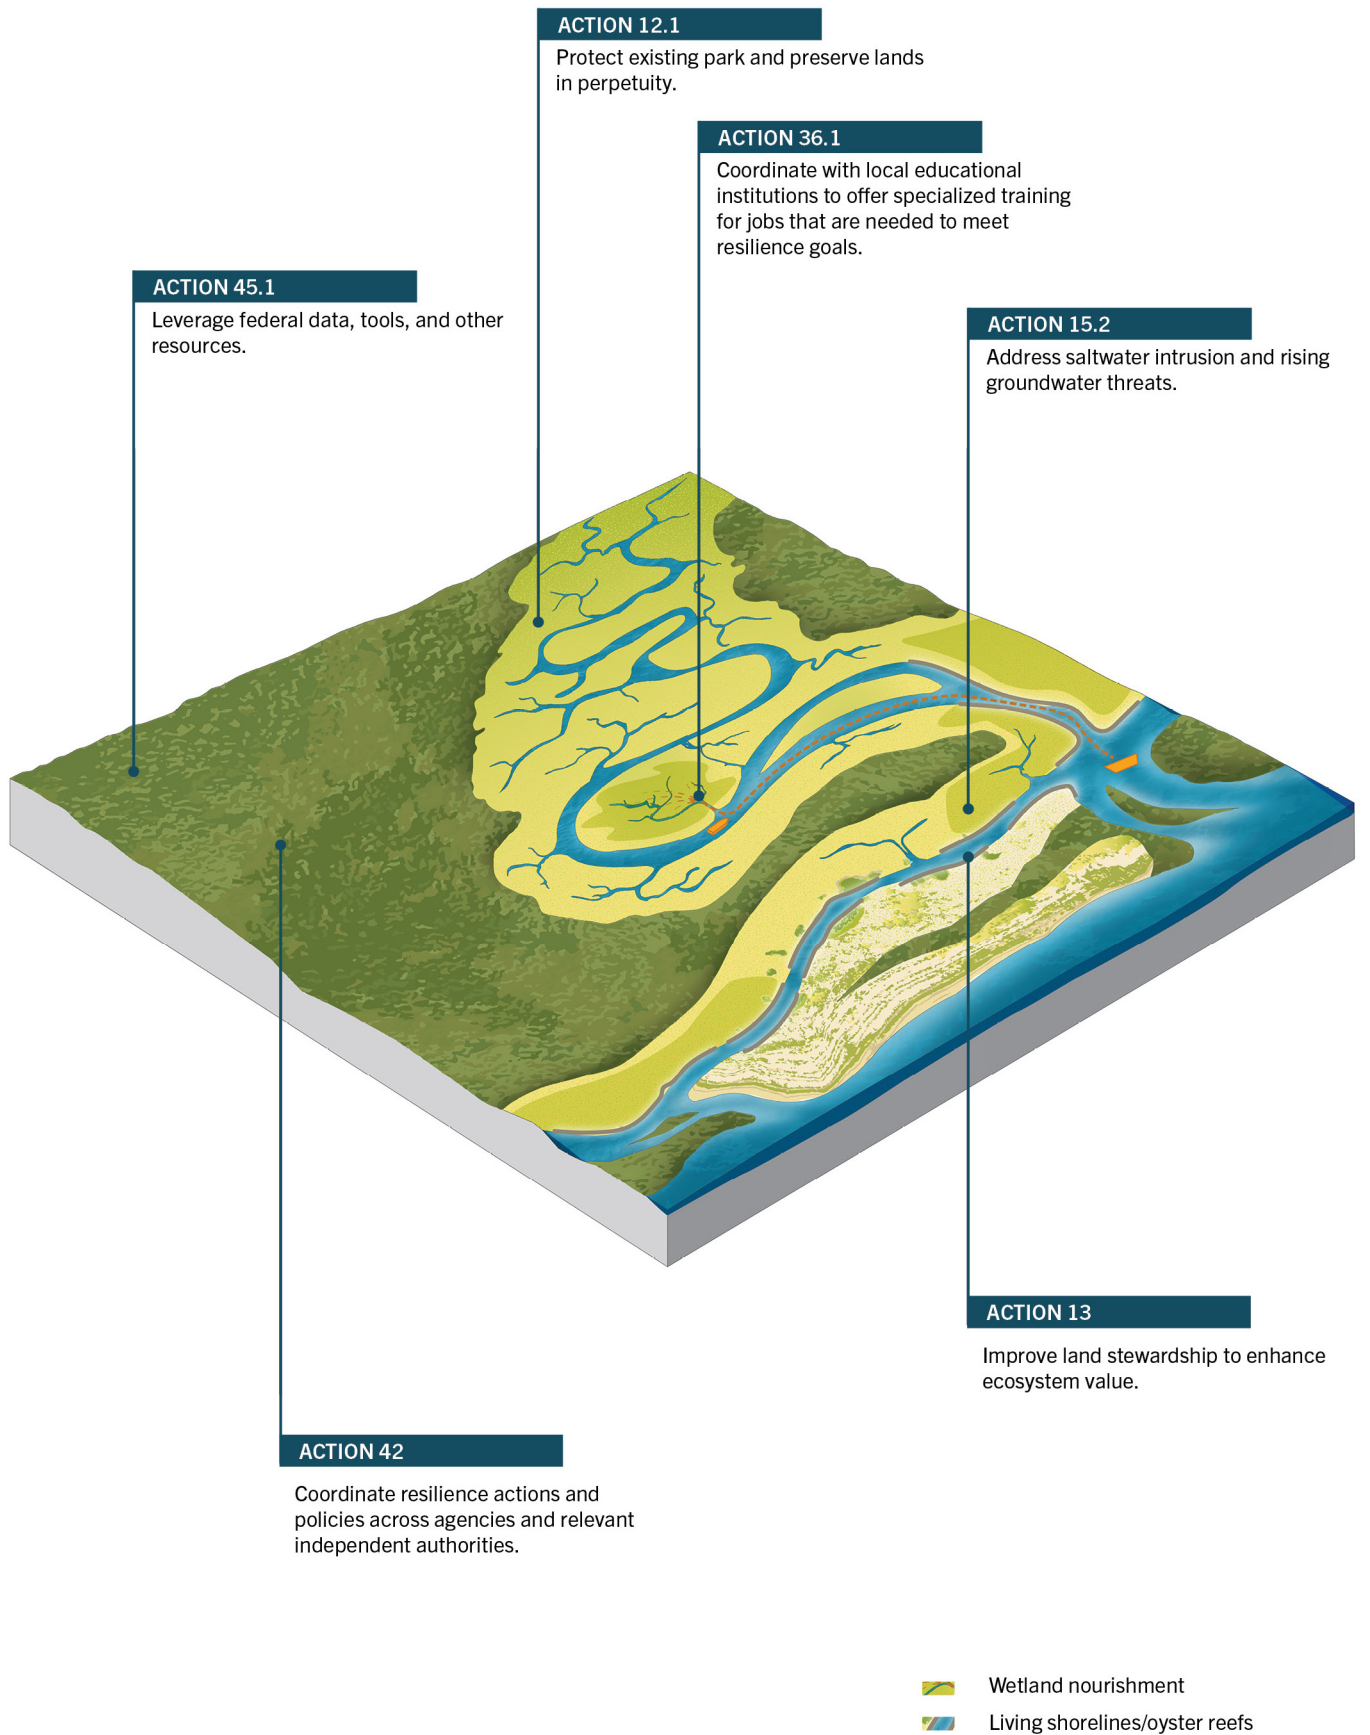 ACTION 12.1
Protect existing park and preserve lands
in perpetuity.
ACTION 36.1
Coordinate with local educational
institutions to offer specialized training
for jobs that are needed to meet
resilience goals.
ACTION 45.1
Leverage federal data, tools, and other
resources.
ACTION 15.2
Address saltwater intrusion and rising
groundwater threats.
ACTION 13
Improve land stewardship to enhance
ecosystem value.
ACTION 42
Coordinate resilience actions and
policies across agencies and relevant
independent authorities.
Wetland nourishment
Living shorelines/oyster reefs